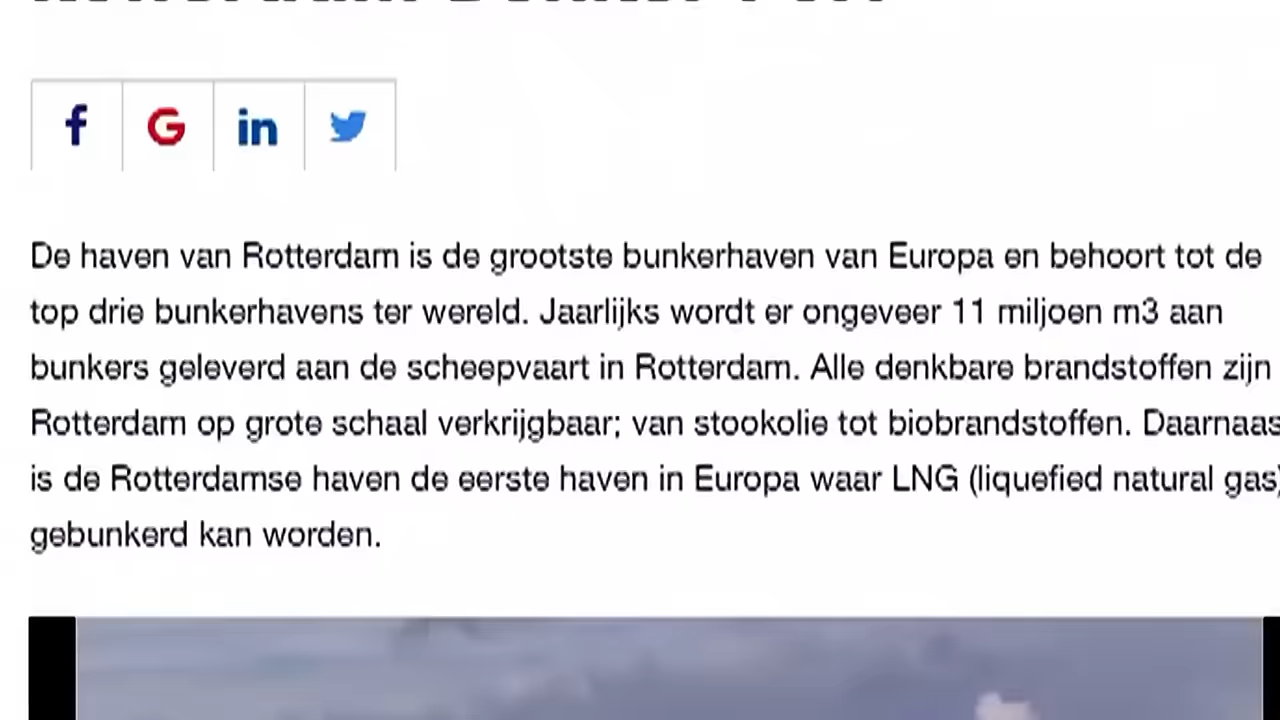 De haven van Rotterdam is de grootste bunkerhaven van Europa en behoort tot de
top drie bunkerhavens ter wereld. Jaarlijks wordt er ongeveer 11 miljoen m3 aan
bunkers geleverd aan de scheepvaart in Rotterdam. Alle denkbare brandstoffen zijn
Rotterdam op grote schaal verkrijgbaar; van stookolie tot biobrandstoffen. Daarnaas
is de Rotterdamse haven de eerste haven in Europa waar LNG (liquefied natural gas)
gebunkerd kan worden.